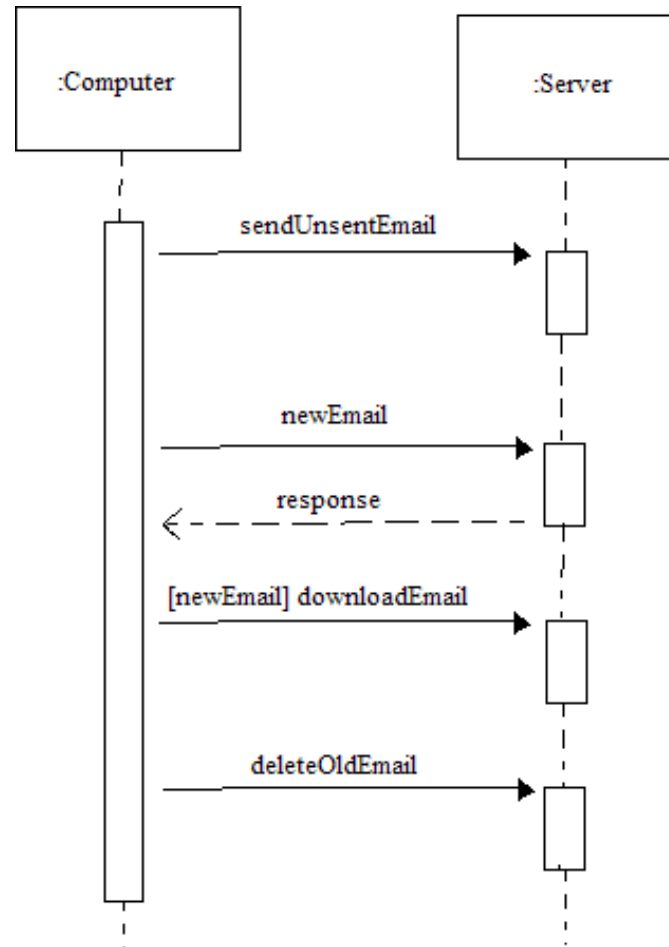 :Computer
:Server
sendUnsentEmail
newEmail
response
[newEmail] downloadEmail
deleteOldEmail